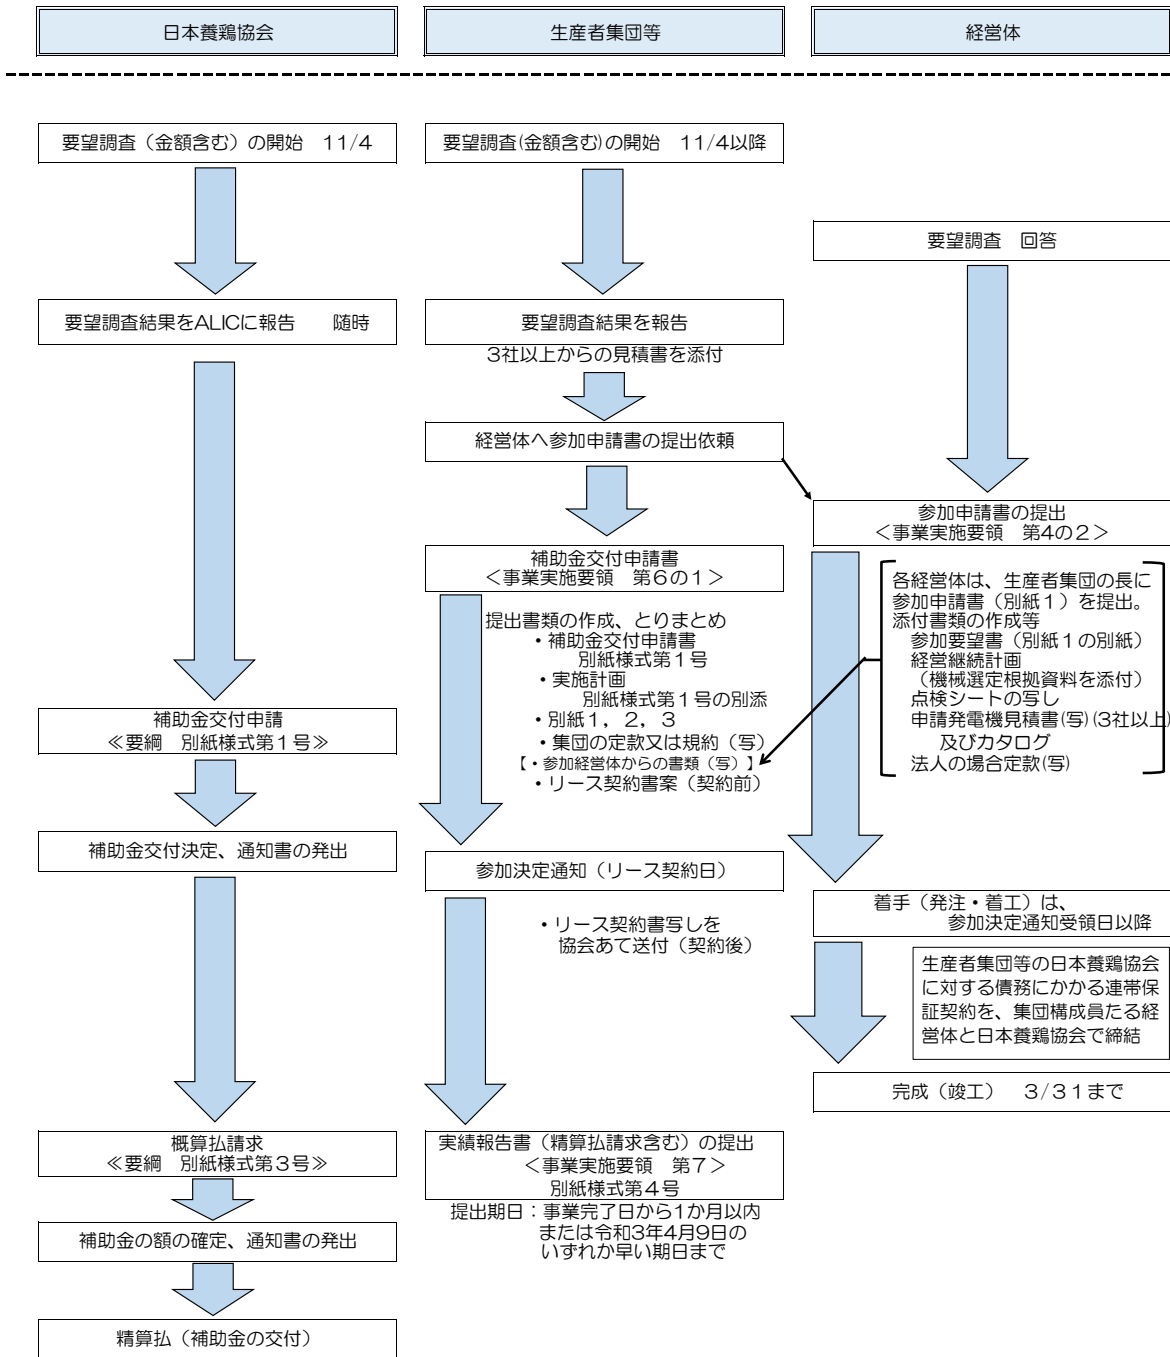 日本養鶏協会
要望調査（金額含む）の開始　11/4
要望調査結果をALICに報告　　随時
補助金交付申請
≪要綱　別紙様式第１号≫
補助金交付決定、通知書の発出
概算払請求
≪要綱　別紙様式第３号≫
補助金の額の確定、通知書の発出
精算払（補助金の交付）
生産者集団等
要望調査(金額含む)の開始　11/4以降
要望調査結果を報告
3社以上からの見積書を添付
経営体へ参加申請書の提出依頼
補助金交付申請書
＜事業実施要領　第６の１＞
提出書類の作成、とりまとめ
・補助金交付申請書
別紙様式第１号
・実施計画
別紙様式第１号の別添
・別紙１，２，３
・集団の定款又は規約（写）
【・参加経営体からの書類（写）】
・リース契約書案（契約前）
参加決定通知（リース契約日）
・リース契約書写しを
協会あて送付（契約後）
実績報告書（精算払請求含む）の提出
＜事業実施要領　第７＞
別紙様式第４号
提出期日：事業完了日から1か月以内
または令和3年4月9日の
いずれか早い期日まで
経営体
要望調査　回答
参加申請書の提出
＜事業実施要領　第4の２＞
各経営体は、生産者集団の長に
参加申請書（別紙１）を提出。
添付書類の作成等
参加要望書（別紙１の別紙）
経営継続計画
（機械選定根拠資料を添付）
点検シートの写し
申請発電機見積書(写)(3社以上)
及びカタログ
法人の場合定款(写)
着手（発注・着工）は、
参加決定通知受領日以降
生産者集団等の日本養鶏協会
に対する債務にかかる連帯保
証契約を、集団構成員たる経
営体と日本養鶏協会で締結
完成（竣工）　３/３１まで